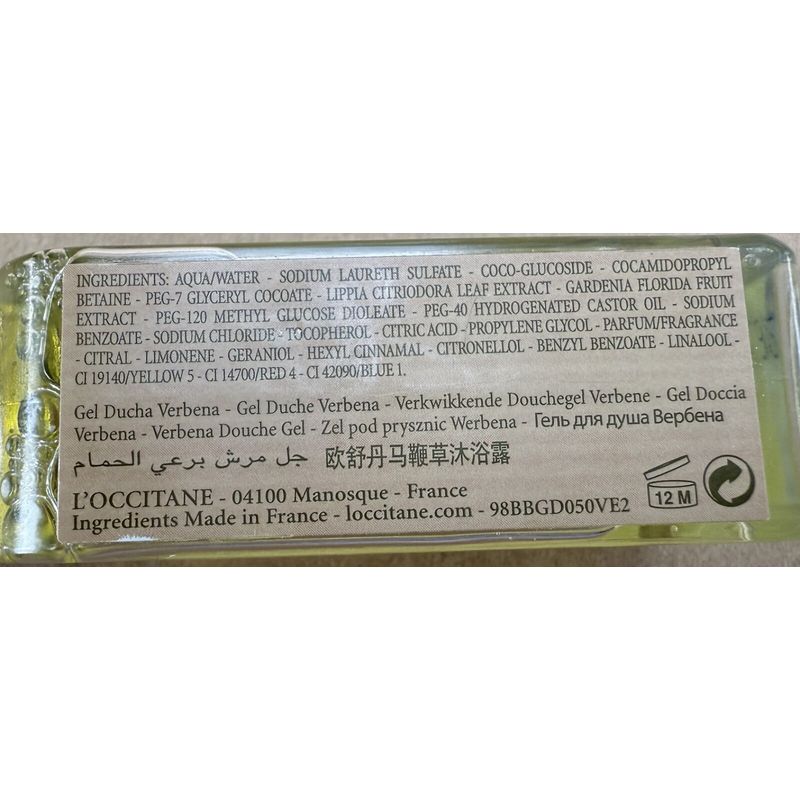 INGREDIENTS: AQUA/WATER - SODIUM LAURETH SULFATE - COCO-GLUCOSIDE - COCAMIDOPROPYL
BETAINE - PEG-7 GLYCERYL COCOATE - LIPPIA CITRIODORA LEAF EXTRACT - GARDENIA FLORIDA FRUIT
EXTRACT - PEG-120 METHYL GLUCOSE DIOLEATE - PEG-40 HYDROGENATED CASTOR OIL - SODIUM
BENZOATE - SODIUM CHLORIDE - TOCOPHEROL - CITRIC ACID - PROPYLENE GLYCOL - PARFUM/FRAGRANCE
- CITRAL - LIMONENE - GERANIOL - HEXYL CINNAMAL - CITRONELLOL - BENZYL BENZOATE - LINALOOL -
CI 19140/YELLOW 5 - CI 14700/RED 4 - CI 42090/BLUE 1.
Gel Ducha Verbena - Gel Duche Verbena - Verkwikkende Douchegel Verbene - Gel Doccia
Verbena - Verbena Douche Gel - Żel pod prysznic Werbena - Гель для душа Вербена
جل مرش برعي الحمام 欧舒丹马鞭草沐浴露
L'OCCITANE - 04100 Manosque - France
Ingredients Made in France - loccitane.com - 98BBGD050VE2
12 M